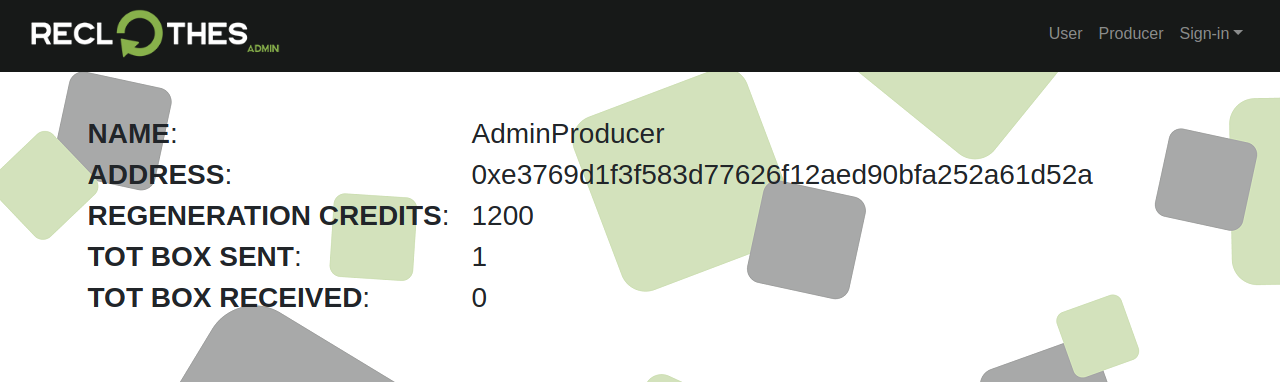 RECLOTHES ADMIN
User Producer Sign-in
NAME: AdminProducer
ADDRESS: 0xe3769d1f3f583d77626f12aed90bfa252a61d52a
REGENERATION CREDITS: 1200
TOT BOX SENT: 1
TOT BOX RECEIVED: 0